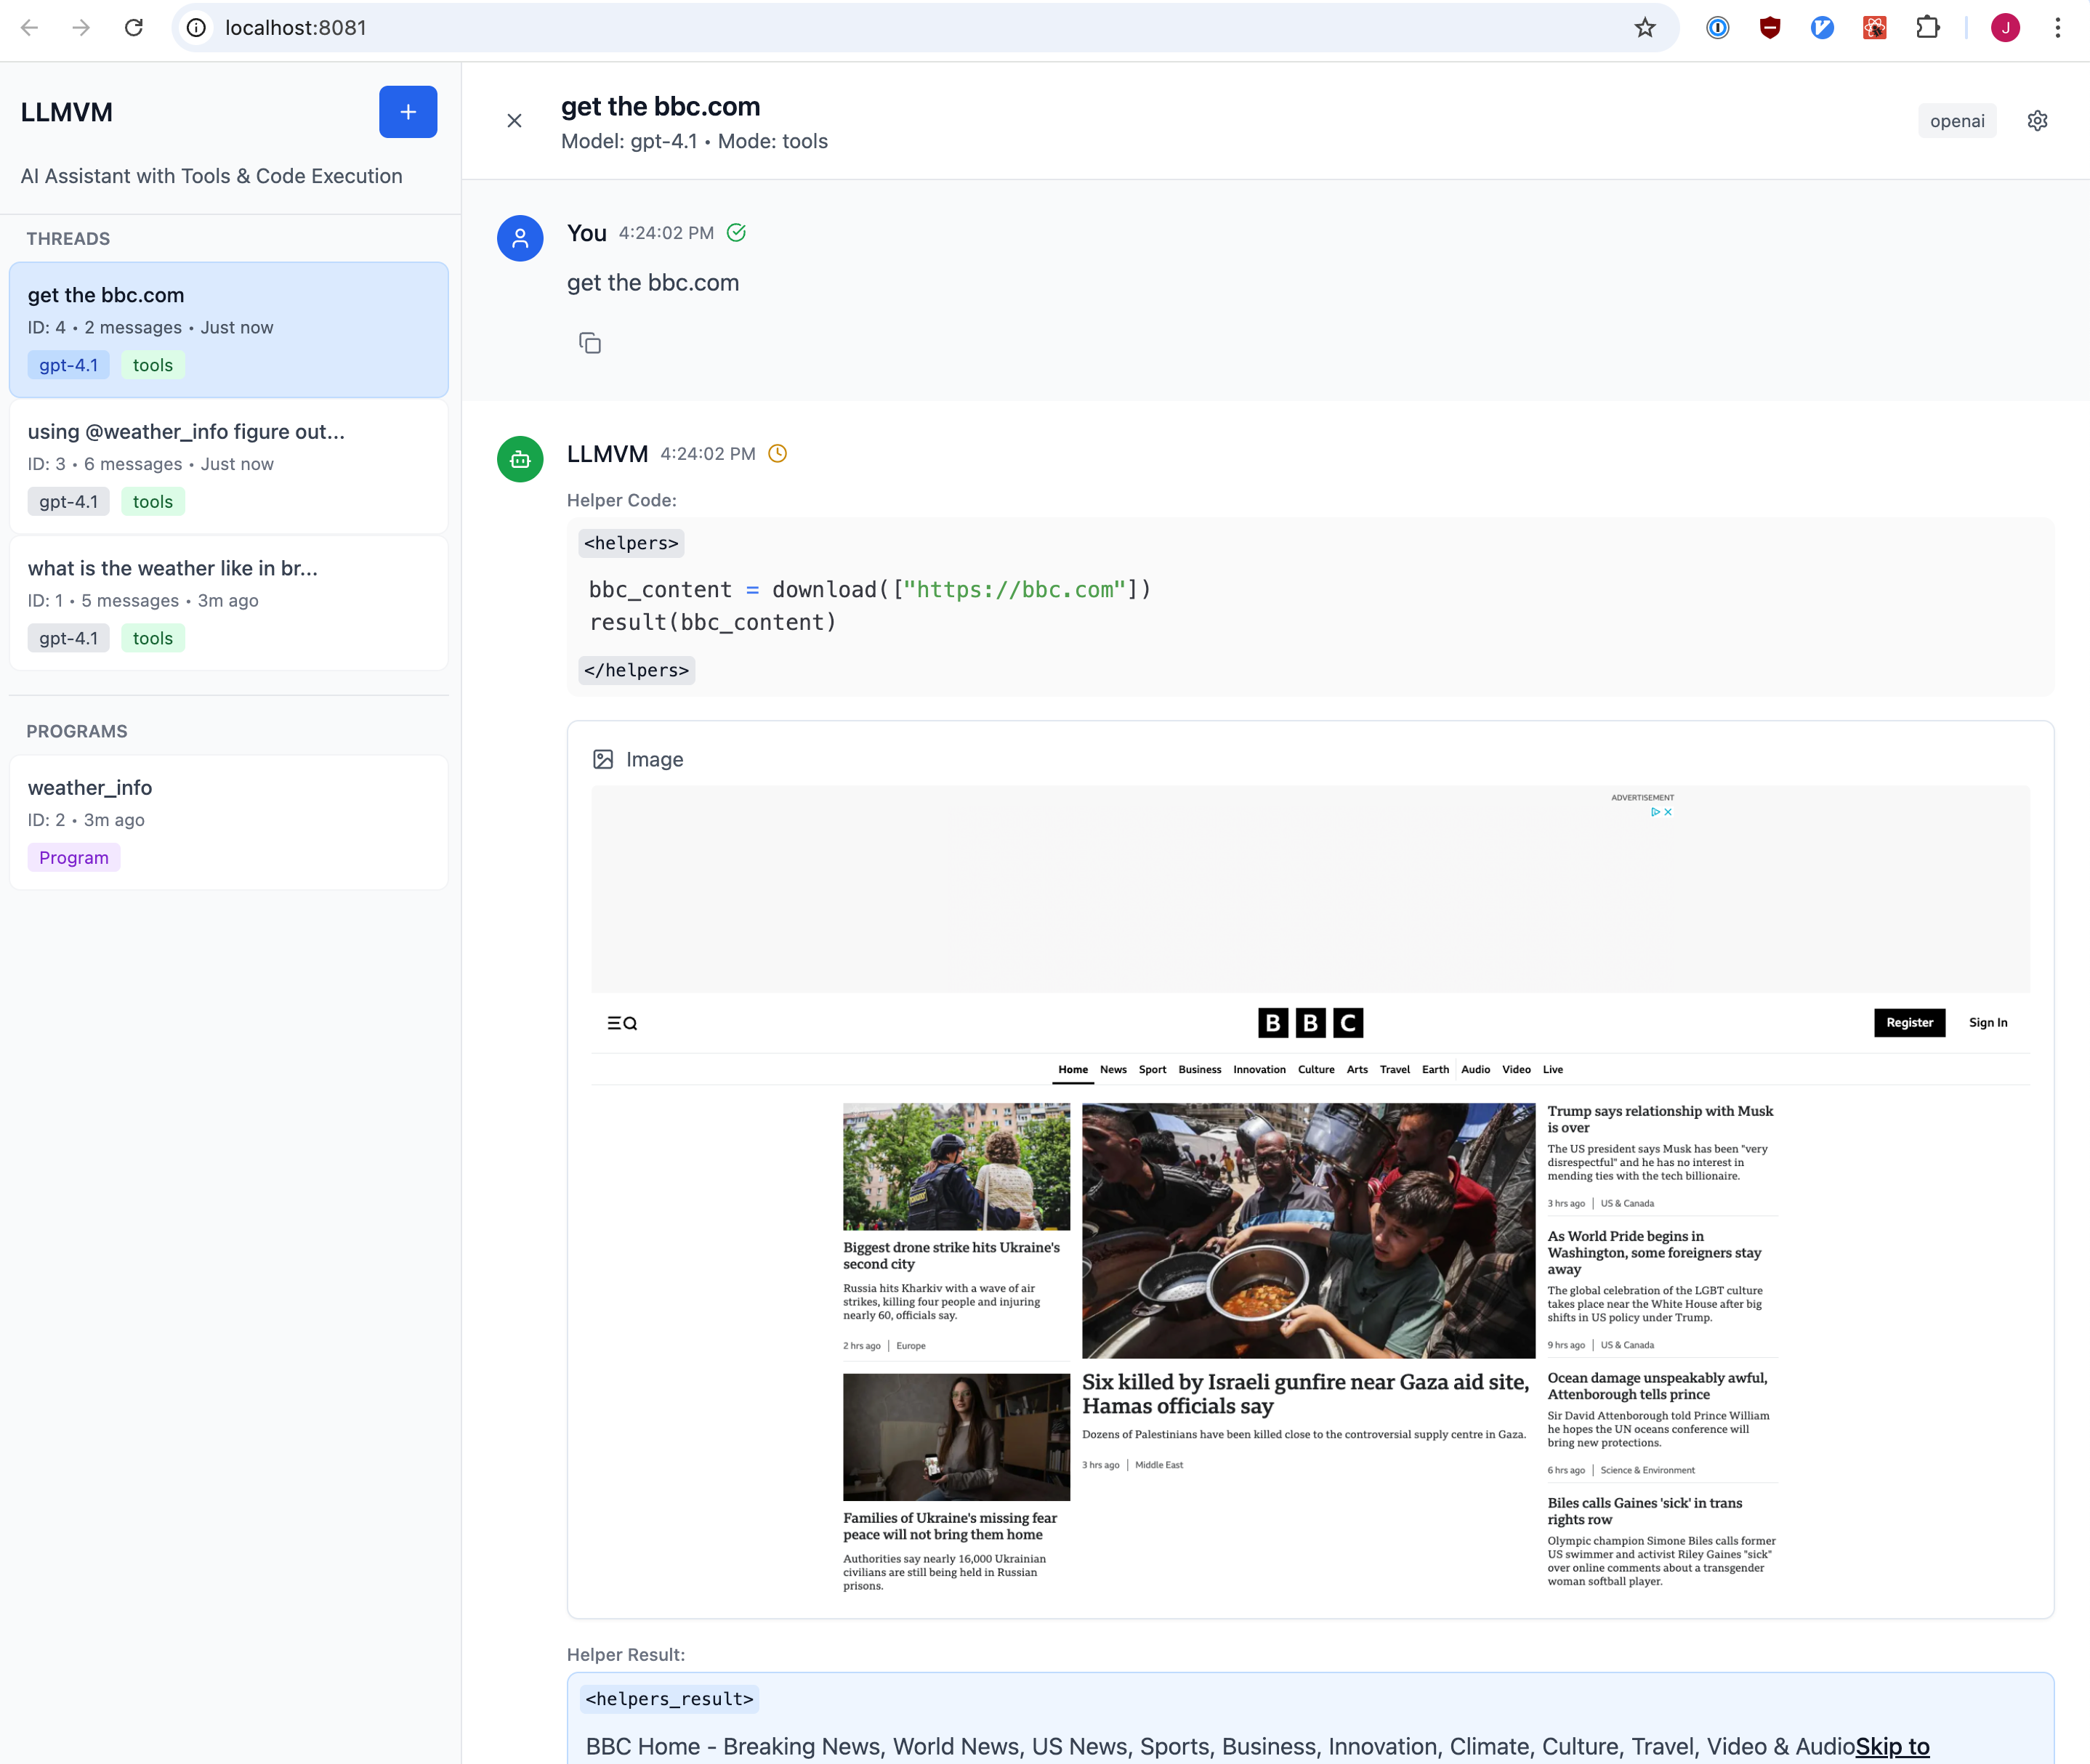 localhost:8081
J
LLMVM
+
AI Assistant with Tools & Code Execution
THREADS
get the bbc.com
ID: 4 • 2 messages • Just now
gpt-4.1 tools
using @weather_info figure out...
ID: 3 • 6 messages • Just now
gpt-4.1 tools
what is the weather like in br...
ID: 1 • 5 messages • 3m ago
gpt-4.1 tools
PROGRAMS
weather_info
ID: 2 • 3m ago
Program
get the bbc.com
Model: gpt-4.1 • Mode: tools
openai
You 4:24:02 PM
get the bbc.com
LLMVM 4:24:02 PM
Helper Code:
<helpers>
bbc_content = download(["https://bbc.com"])
result(bbc_content)
</helpers>
Image
ADVERTISEMENT
BBC
Register Sign In
Home News Sport Business Innovation Culture Arts Travel Earth Audio Video Live
Biggest drone strike hits Ukraine's
second city
Russia hits Kharkiv with a wave of air
strikes, killing four people and injuring
nearly 60, officials say.
2 hrs ago | Europe
Families of Ukraine's missing fear
peace will not bring them home
Authorities say nearly 16,000 Ukrainian
civilians are still being held in Russian
prisons.
Six killed by Israeli gunfire near Gaza aid site,
Hamas officials say
Dozens of Palestinians have been killed close to the controversial supply centre in Gaza.
3 hrs ago | Middle East
Trump says relationship with Musk
is over
The US president says Musk has been "very
disrespectful" and he has no interest in
mending ties with the tech billionaire.
3 hrs ago | US & Canada
As World Pride begins in
Washington, some foreigners stay
away
The global celebration of the LGBT culture
takes place near the White House after big
shifts in US policy under Trump.
9 hrs ago | US & Canada
Ocean damage unspeakably awful,
Attenborough tells prince
Sir David Attenborough told Prince William
he hopes the UN oceans conference will
bring new protections.
6 hrs ago | Science & Environment
Biles calls Gaines 'sick' in trans
rights row
Olympic champion Simone Biles calls former
US swimmer and activist Riley Gaines "sick"
over online comments about a transgender
woman softball player.
Helper Result:
<helpers_result>
BBC Home - Breaking News, World News, US News, Sports, Business, Innovation, Climate, Culture, Travel, Video & AudioSkip to